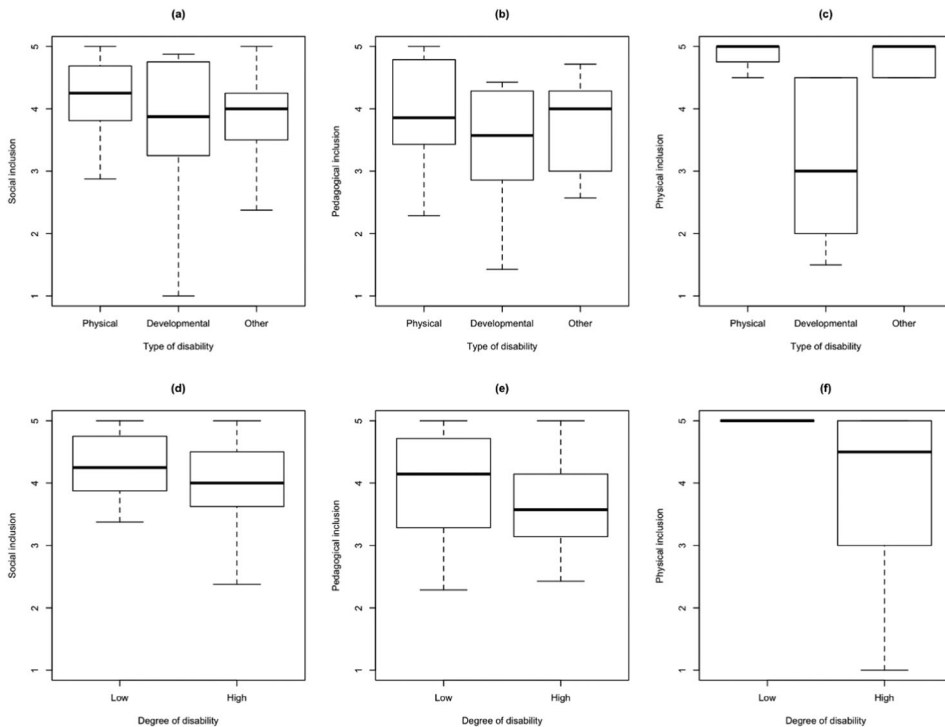 (a)
Social inclusion
5
4
3
2
1
Physical Developmental Other
Type of disability
(b)
Pedagogical inclusion
5
4
3
2
1
Physical Developmental Other
Type of disability
(c)
Physical inclusion
5
4
3
2
1
Physical Developmental Other
Type of disability
(d)
Social inclusion
5
4
3
2
1
Low High
Degree of disability
(e)
Pedagogical inclusion
5
4
3
2
1
Low High
Degree of disability
(f)
Physical inclusion
5
4
3
2
1
Low High
Degree of disability